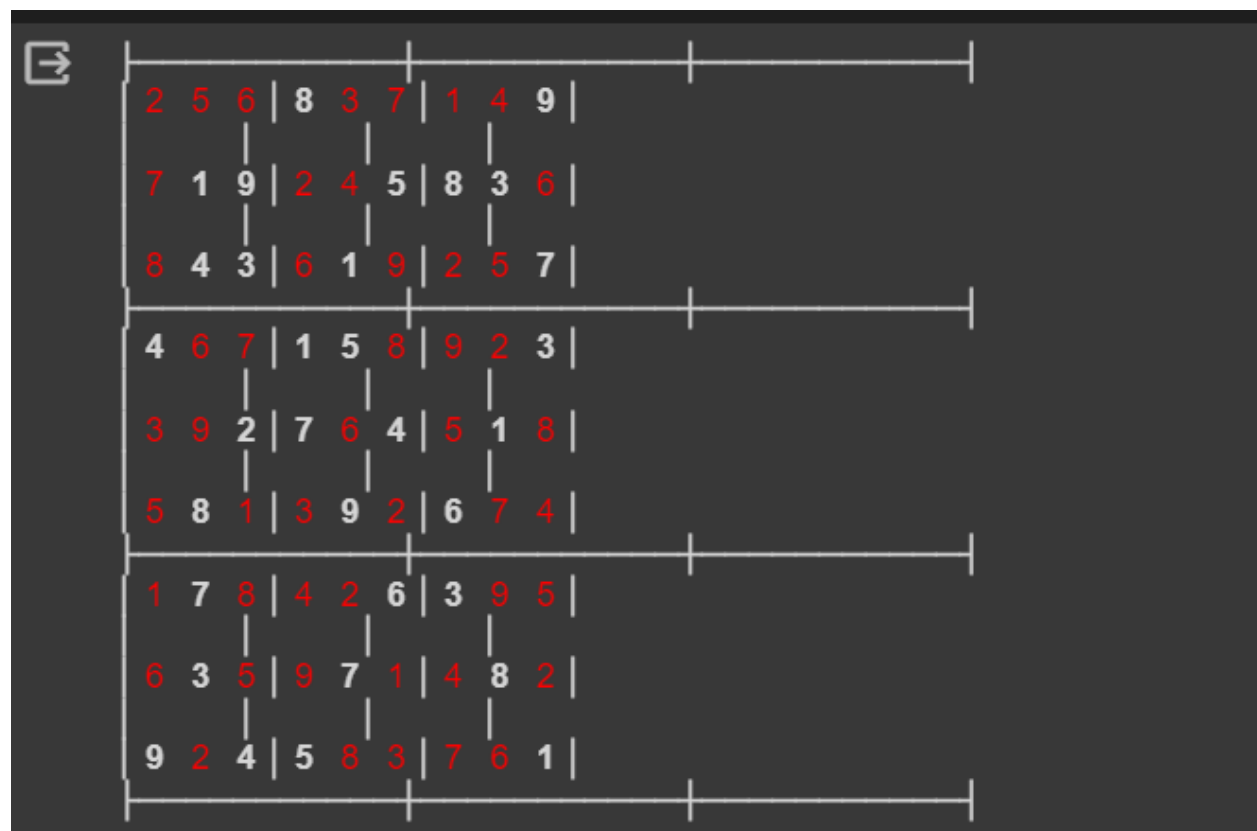 2 5 6 | 8 3 7 | 1 4 9 |
7 1 9 | 2 4 5 | 8 3 6 |
8 4 3 | 6 1 9 | 2 5 7 |
4 6 7 | 1 5 8 | 9 2 3 |
3 9 2 | 7 6 4 | 5 1 8 |
5 8 1 | 3 9 2 | 6 7 4 |
1 7 8 | 4 2 6 | 3 9 5 |
6 3 5 | 9 7 1 | 4 8 2 |
9 2 4 | 5 8 3 | 7 6 1 |